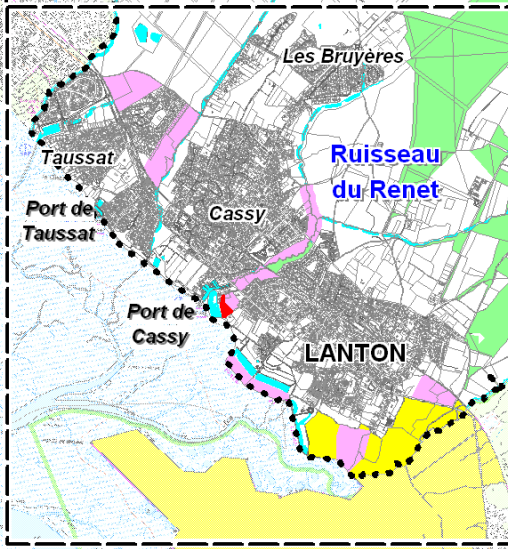 Les Bruyères
Taussat
Ruisseau
du Renet
Port de
Taussat
Cassy
Port de
Cassy
LANTON